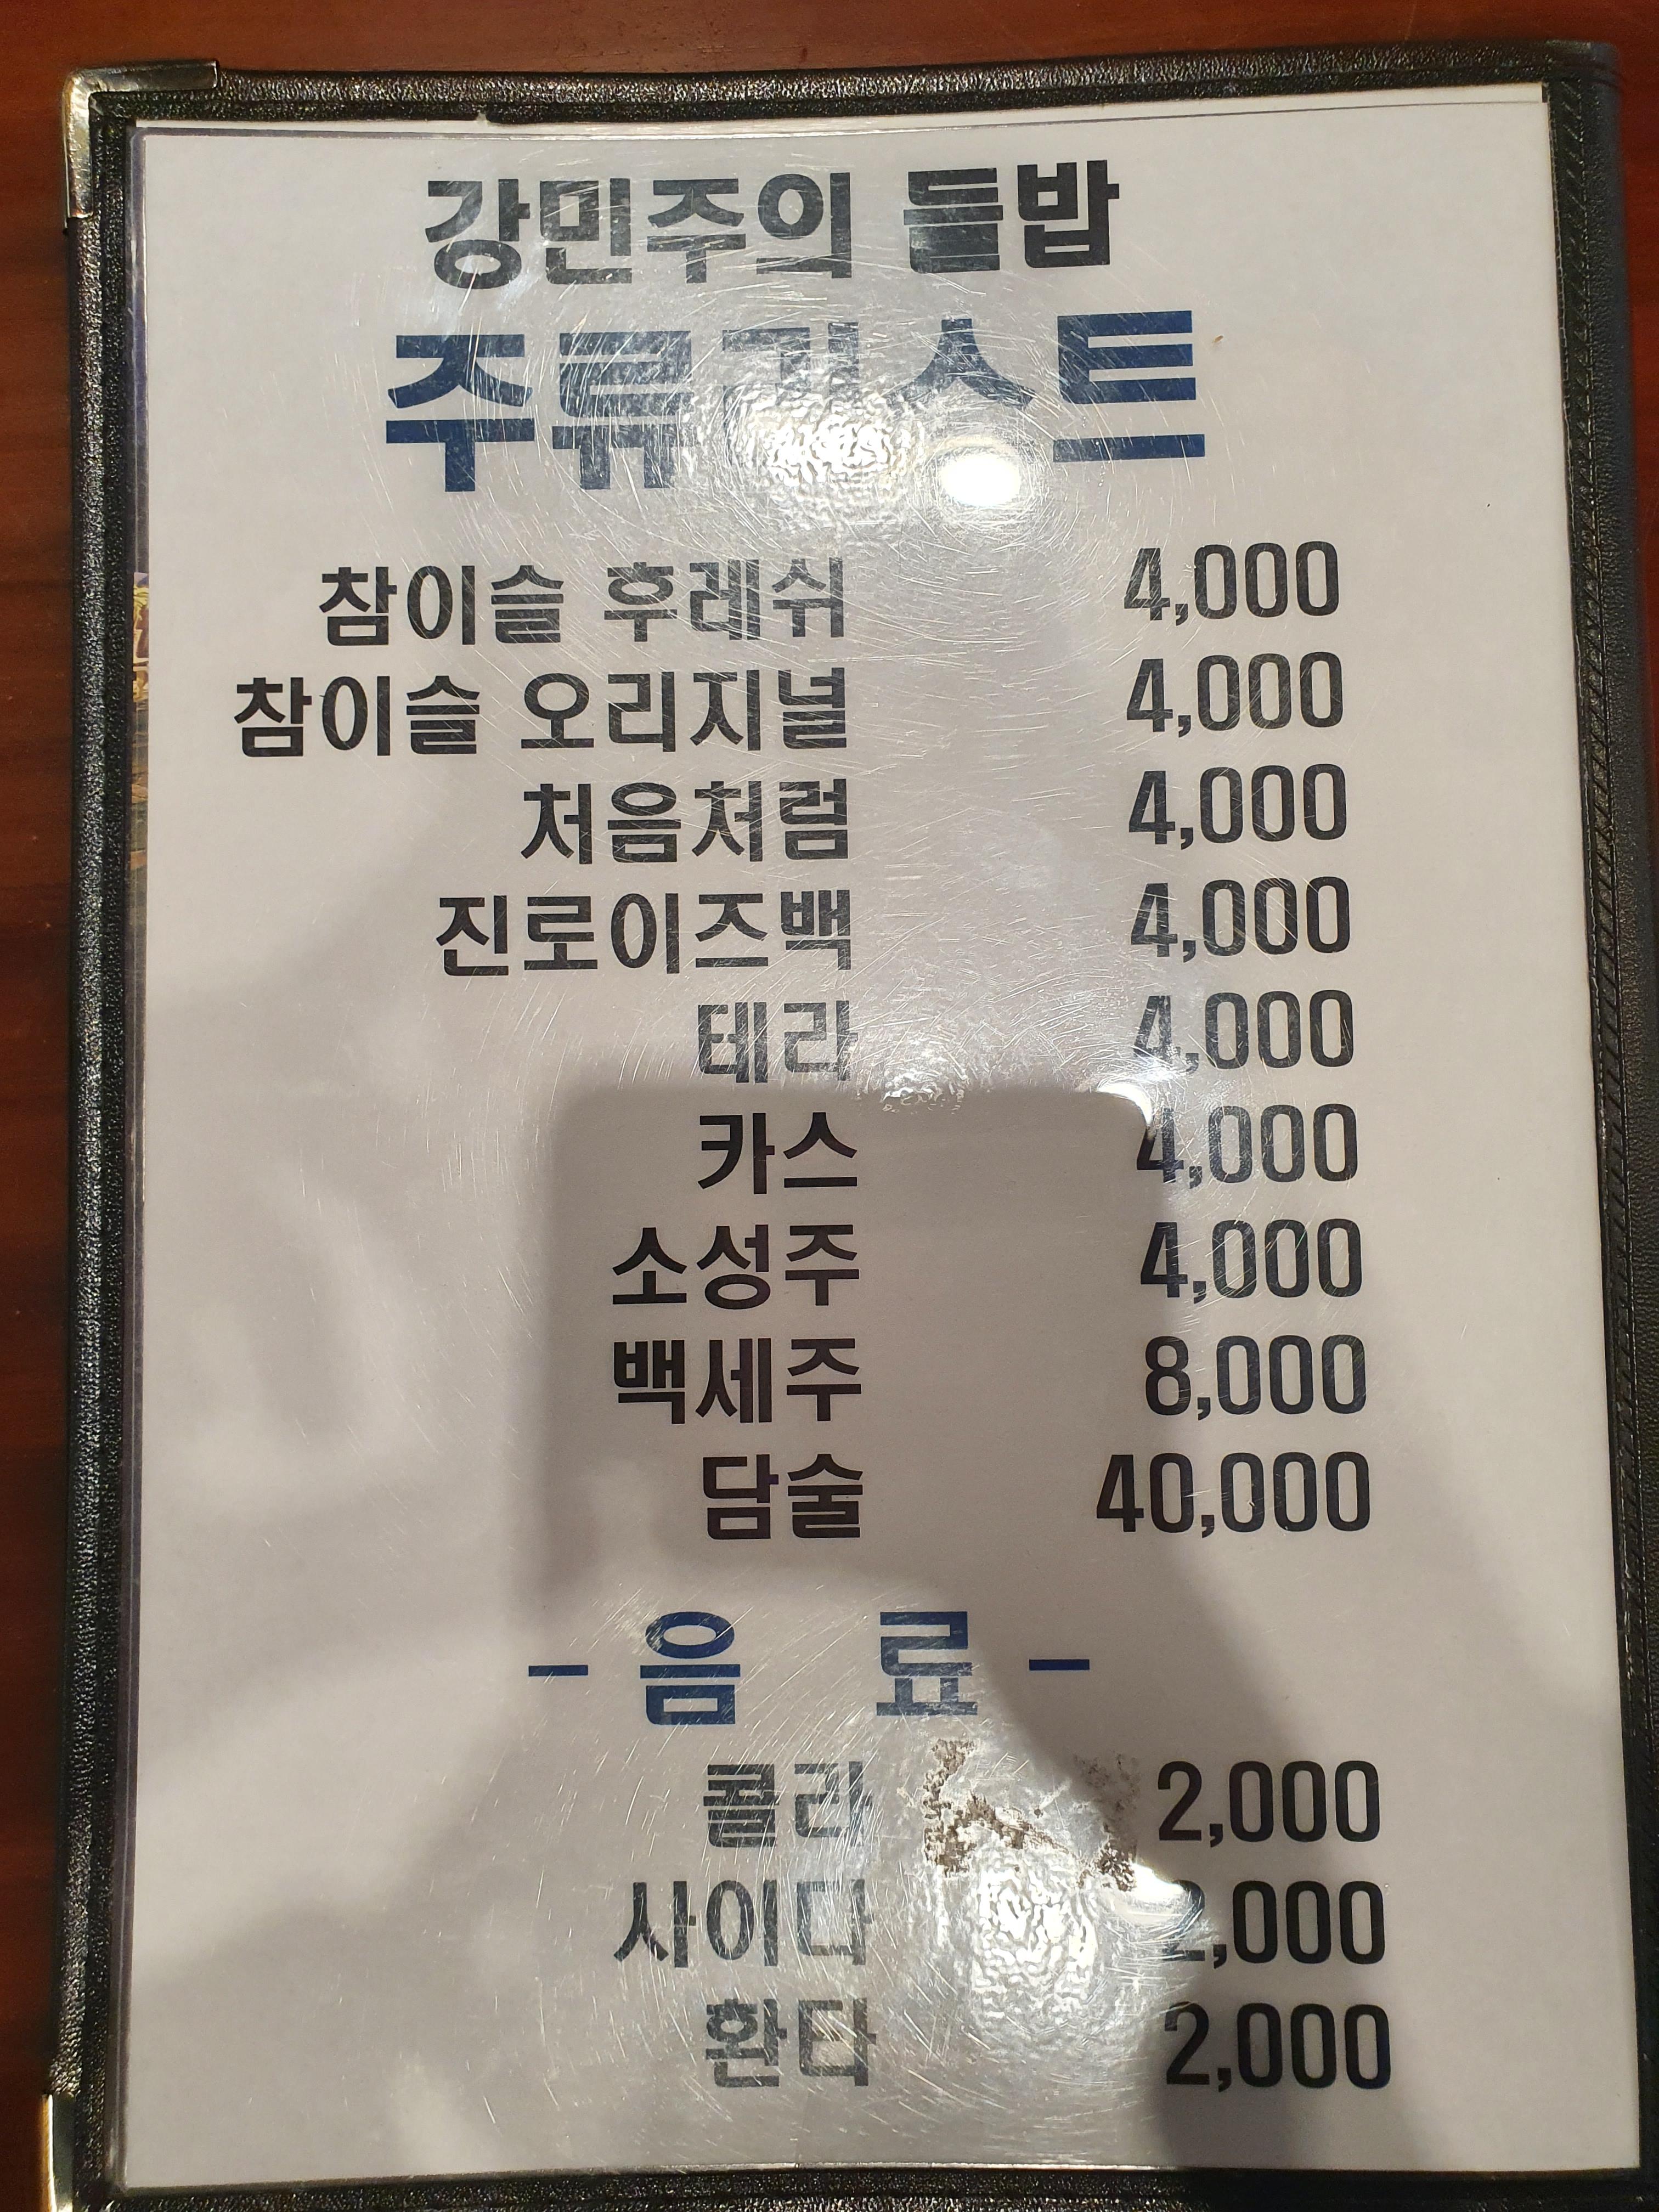 강민주의 들밥
주류리스트
참이슬 후레쉬 4,000
참이슬 오리지널 4,000
처음처럼 4,000
진로이즈백 4,000
테라 4,000
카스 4,000
소성주 4,000
백세주 8,000
담술 40,000
- 음 료 -
콜라 2,000
사이다 2,000
환타 2,000